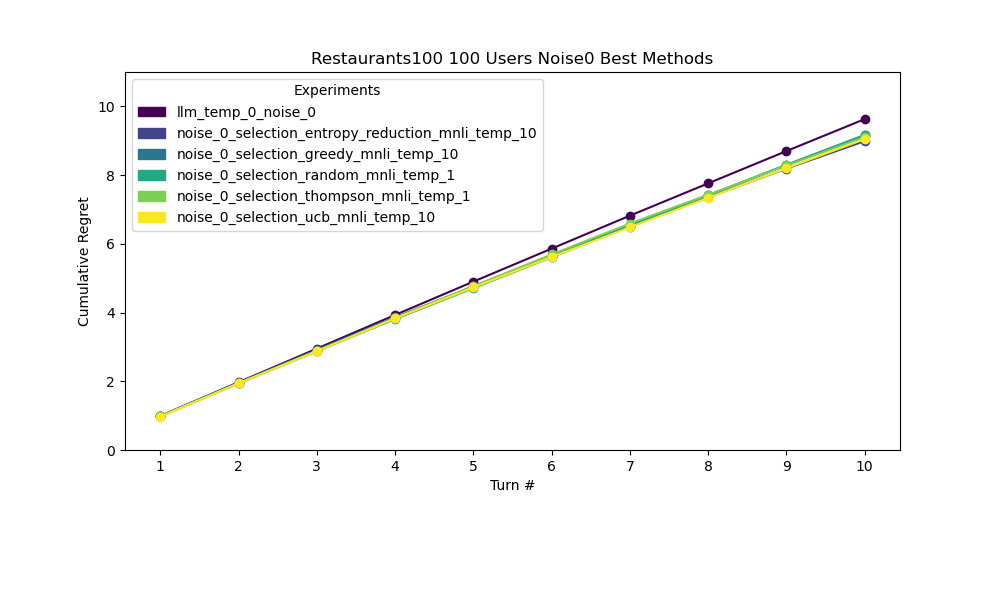 Restaurants100 100 Users Noise0 Best Methods
Experiments
llm_temp_0_noise_0
noise_0_selection_entropy_reduction_mnli_temp_10
noise_0_selection_greedy_mnli_temp_10
noise_0_selection_random_mnli_temp_1
noise_0_selection_thompson_mnli_temp_1
noise_0_selection_ucb_mnli_temp_10
Cumulative Regret
10
8
6
4
2
0
1 2 3 4 5 6 7 8 9 10
Turn #